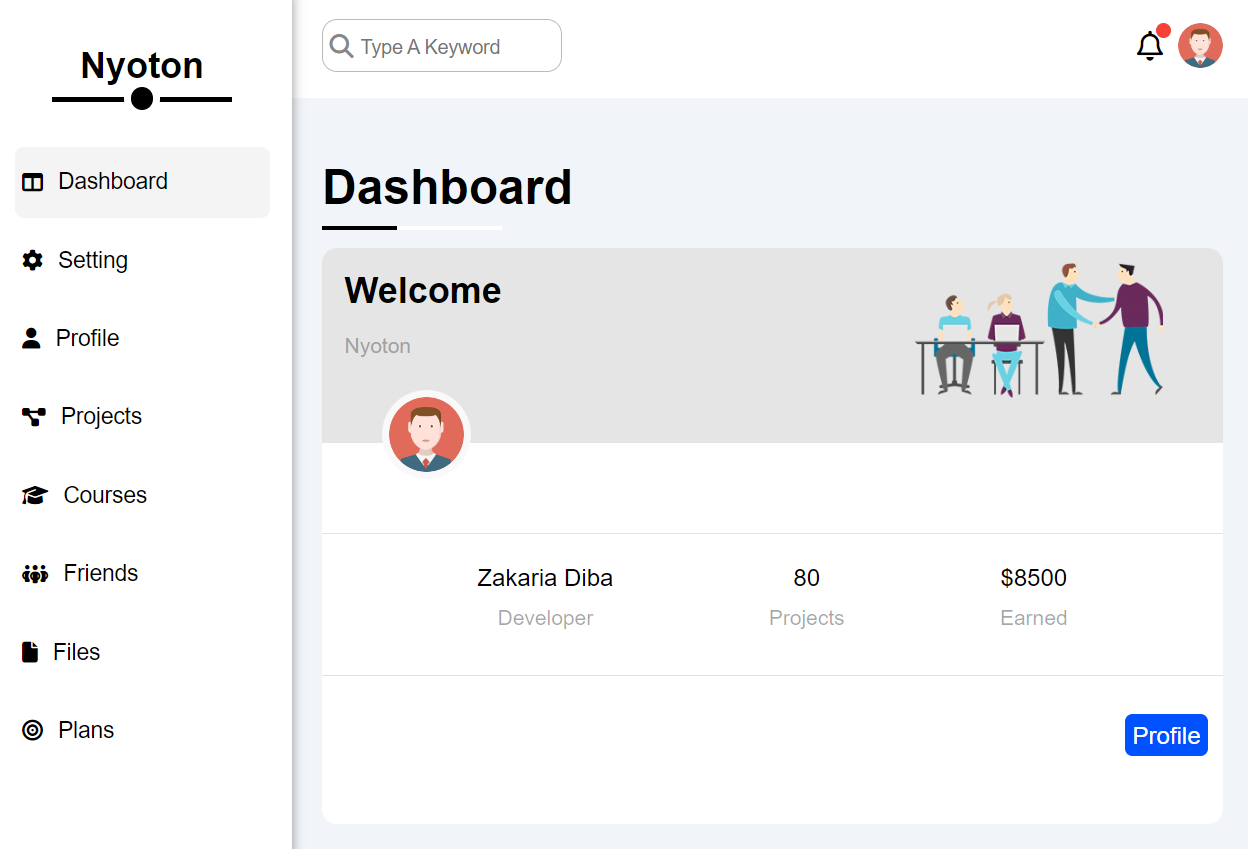 Nyoton
Dashboard
Setting
Profile
Projects
Courses
Friends
Files
Plans
Type A Keyword
Dashboard
Welcome
Nyoton
Zakaria Diba
Developer
80
Projects
$8500
Earned
Profile